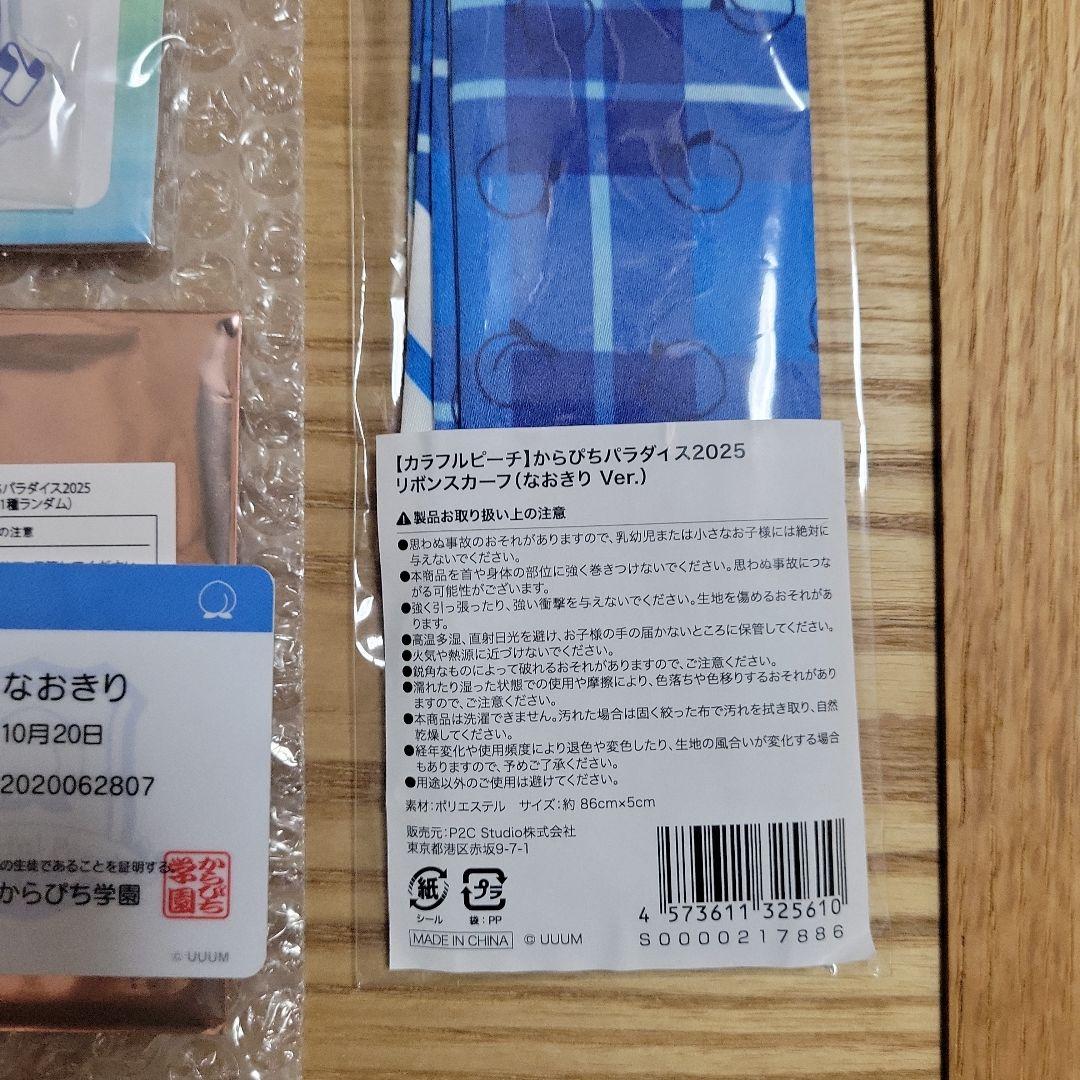 【カラフルピーチ】からぴちパラダイス2025
リボンスカーフ(なおきり Ver.)
製品お取り扱い上の注意
●思わぬ事故のおそれがありますので、乳幼児または小さなお子様には絶対に
与えないでください。
●本商品を首や身体の部位に強く巻きつけないでください。思わぬ事故につな
がる可能性がございます。
●強く引っ張ったり、強い衝撃を与えないでください。生地を傷めるおそれがあ
ります。
●高温多湿、直射日光を避け、お子様の手の届かないところに保管してください。
●火気や熱源に近づけないでください。
●鋭角なものによって破れるおそれがありますので、ご注意ください。
●濡れたり湿った状態での使用や摩擦により、色落ちや色移りするおそれがあり
ますので、ご注意ください。
●本商品は洗濯できません。汚れた場合は固く絞った布で汚れを拭き取り、自然
乾燥してください。
●経年変化や使用頻度により退色や変色したり、生地の風合いが変化する場合
もありますので、予めご了承ください。
●用途以外のご使用は避けてください。
素材:ポリエステル サイズ:約 86cm×5cm
販売元:P2C Studio株式会社
東京都港区赤坂9-7-1
紙
シール
プラ
袋:PP
MADE IN CHINA © UUUM
4 573611 325610
S0000217886
パラダイス2025
1種ランダム)
の注意
なおきり
10月20日
2020062807
の生徒であることを証明する
からぴち学園
からぴち
学園
© UUUM